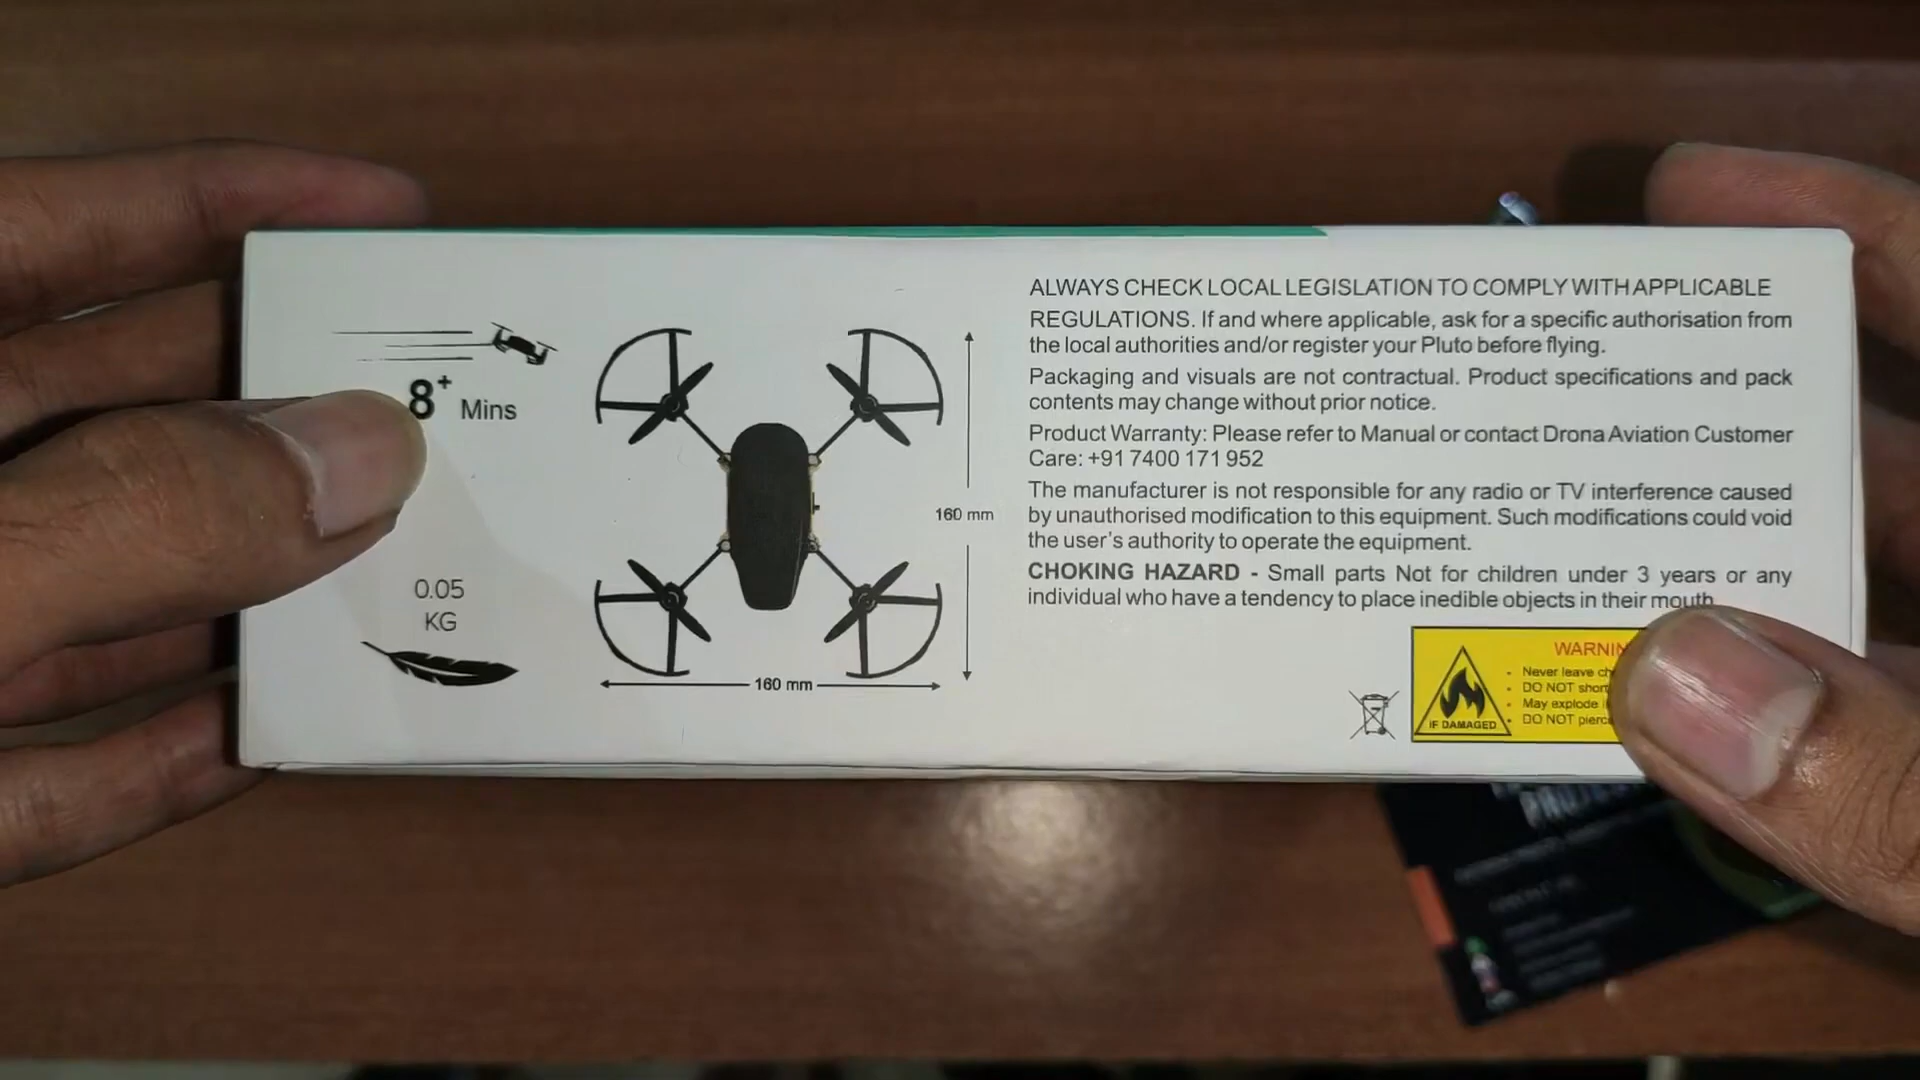 8+ Mins
0.05
KG
160 mm
160 mm
ALWAYS CHECK LOCAL LEGISLATION TO COMPLY WITH APPLICABLE
REGULATIONS. If and where applicable, ask for a specific authorisation from
the local authorities and/or register your Pluto before flying.
Packaging and visuals are not contractual. Product specifications and pack
contents may change without prior notice.
Product Warranty: Please refer to Manual or contact Drona Aviation Customer
Care: +91 7400 171 952
The manufacturer is not responsible for any radio or TV interference caused
by unauthorised modification to this equipment. Such modifications could void
the user's authority to operate the equipment.
CHOKING HAZARD - Small parts Not for children under 3 years or any
individual who have a tendency to place inedible objects in their mouth
IF DAMAGED
Never leave
DO NOT
May explode
DO NOT